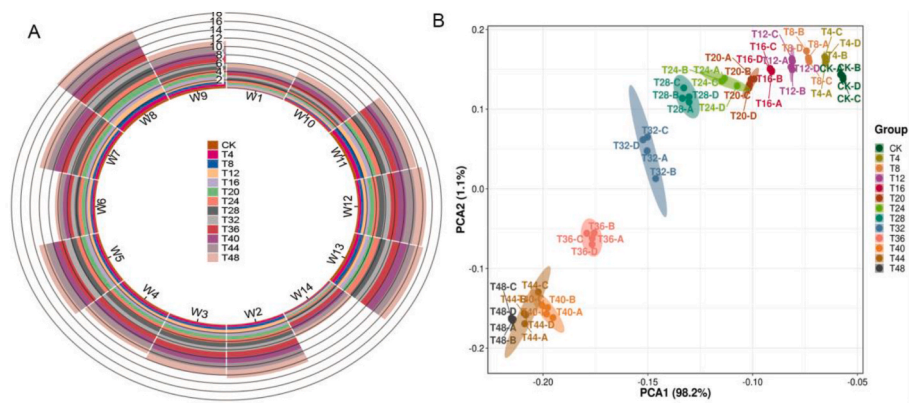 A
18
16
14
12
10
8
6
4
2
W1
W10
W11
W12
W13
W14
W2
W3
W4
W5
W6
W7
W8
W9
CK
T4
T8
T12
T16
T20
T24
T28
T32
T36
T40
T44
T48
B
PCA2 (1.1%)
0.2
0.1
0.0
-0.1
-0.2
-0.20
-0.15
-0.10
-0.05
PCA1 (98.2%)
T12-C
T8-B
T4-C
T16-C
T8-D
T8-A
T4-D
T20-A
T16-D
T12-A
T4-B
T24-B
T24-A
T20-B
T16-B
T12-D
CK-A
CK-B
T28-C
T24-C
T12-B
T8-C
CK-D
T28-B
T28-D
T20-C
T16-A
T4-A
CK-C
T28-A
T24-D
T20-D
T32-C
T32-D
T32-A
T32-B
T36-B
T36-C
T36-A
T36-D
T48-C
T44-C
T44-B
T40-B
T48-D
T40-A
T48-A
T44-D
T48-B
T44-A
Group
CK
T4
T8
T12
T16
T20
T24
T28
T32
T36
T40
T44
T48